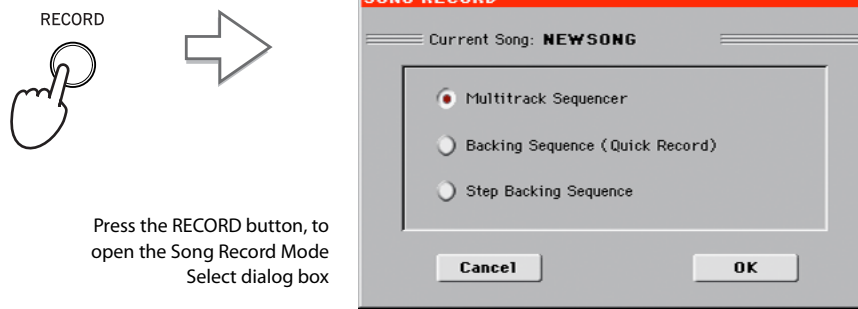 RECORD
Press the RECORD button, to
open the Song Record Mode
Select dialog box
SONG RECORD
Current Song: NEWSONG
Multitrack Sequencer
Backing Sequence (Quick Record)
Step Backing Sequence
Cancel
OK